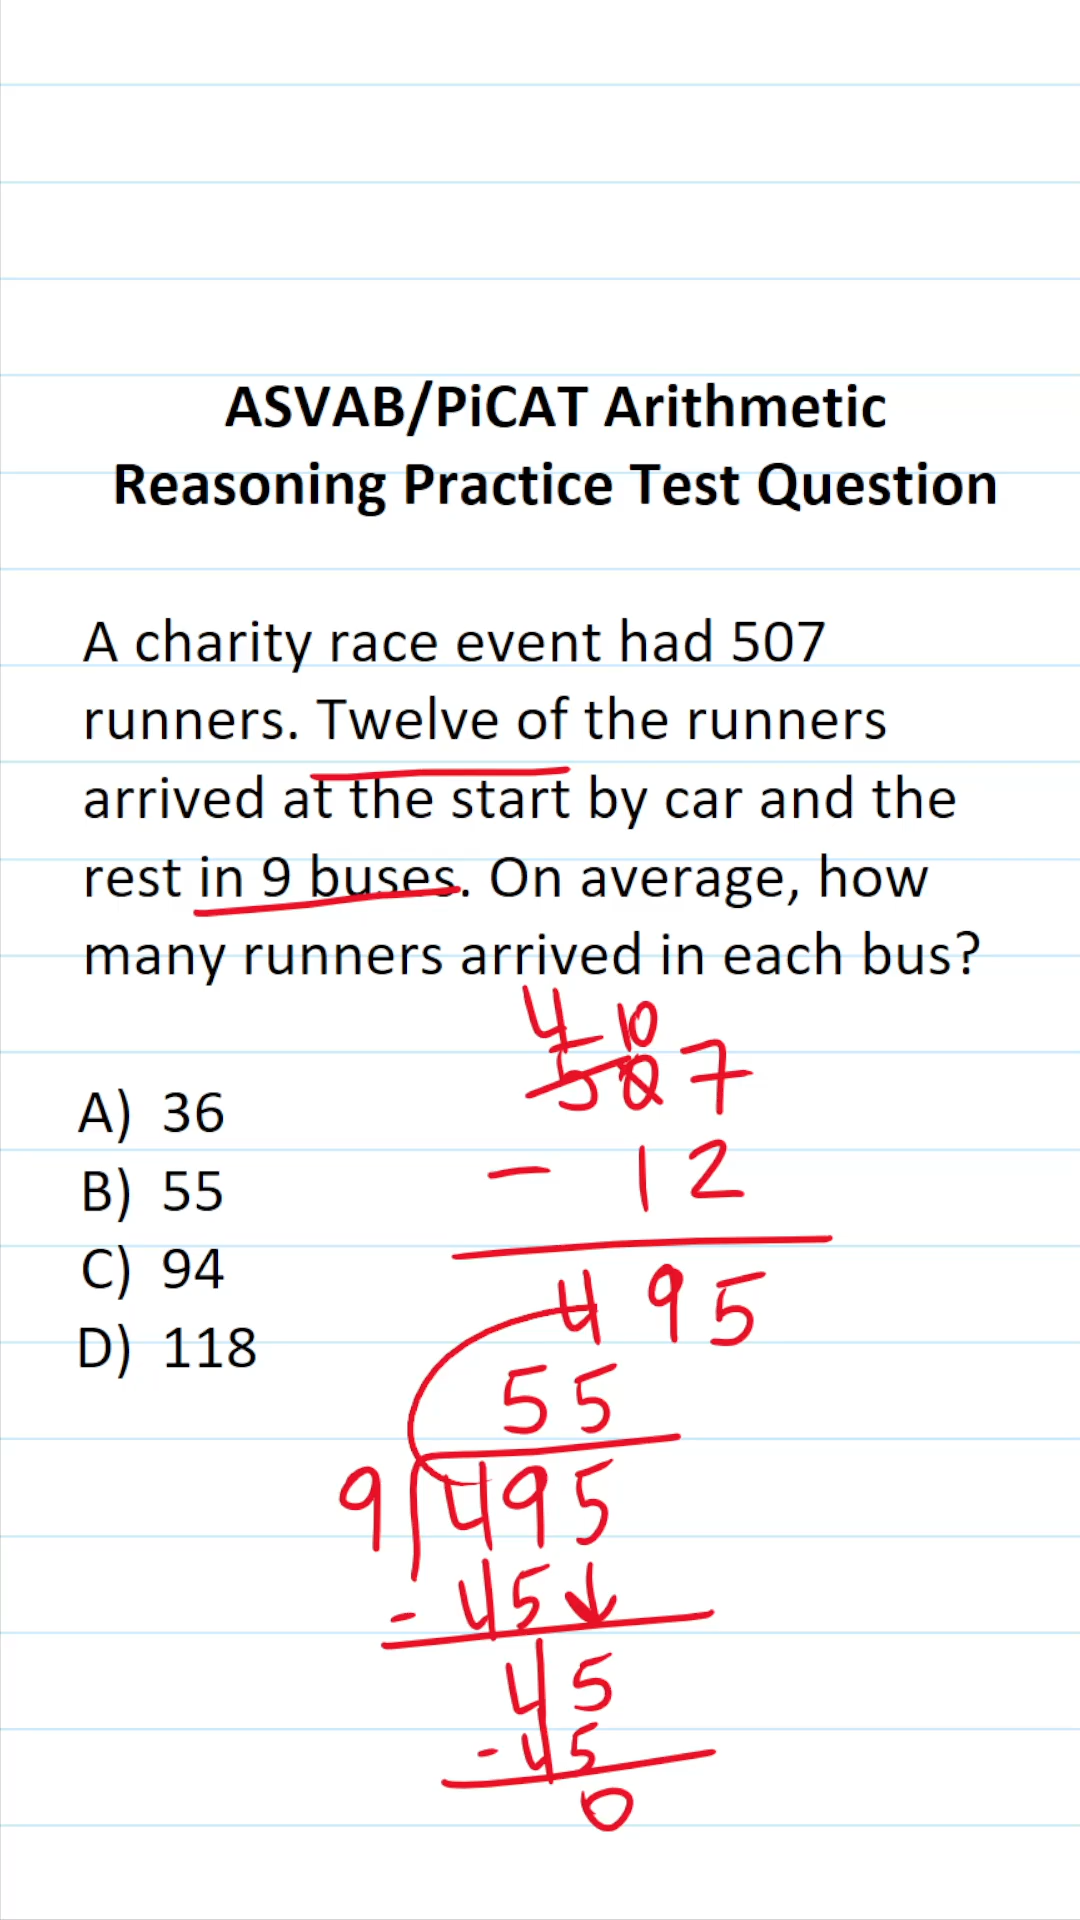 ASVAB/PiCAT Arithmetic
Reasoning Practice Test Question
A charity race event had 507
runners. Twelve of the runners
arrived at the start by car and the
rest in 9 buses. On average, how
many runners arrived in each bus?
A) 36
B) 55
C) 94
D) 118
4 10
507
- 12
495
55
9 495
- 45
45
- 45
0